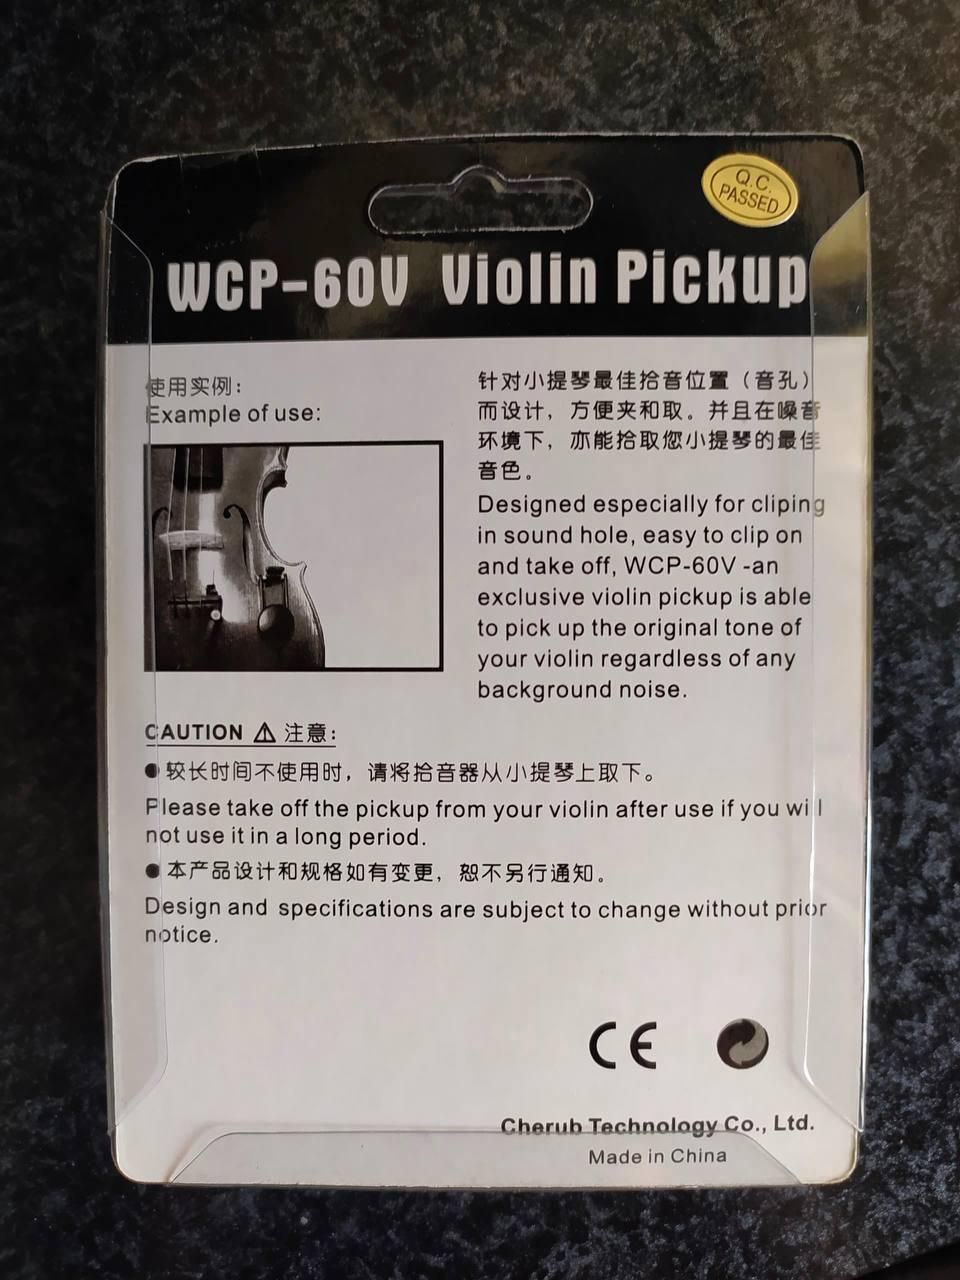 Q.C.
PASSED
WCP-60V Violin Pickup
使用实例：
Example of use:
针对小提琴最佳拾音位置（音孔）
而设计，方便夹和取。并且在噪音
环境下，亦能拾取您小提琴的最佳
音色。
Designed especially for cliping
in sound hole, easy to clip on
and take off, WCP-60V -an
exclusive violin pickup is able
to pick up the original tone of
your violin regardless of any
background noise.
CAUTION ⚠ 注意：
●较长时间不使用时，请将拾音器从小提琴上取下。
Please take off the pickup from your violin after use if you will
not use it in a long period.
●本产品设计和规格如有变更，恕不另行通知。
Design and specifications are subject to change without prior
notice.
CE
Cherub Technology Co., Ltd.
Made in China